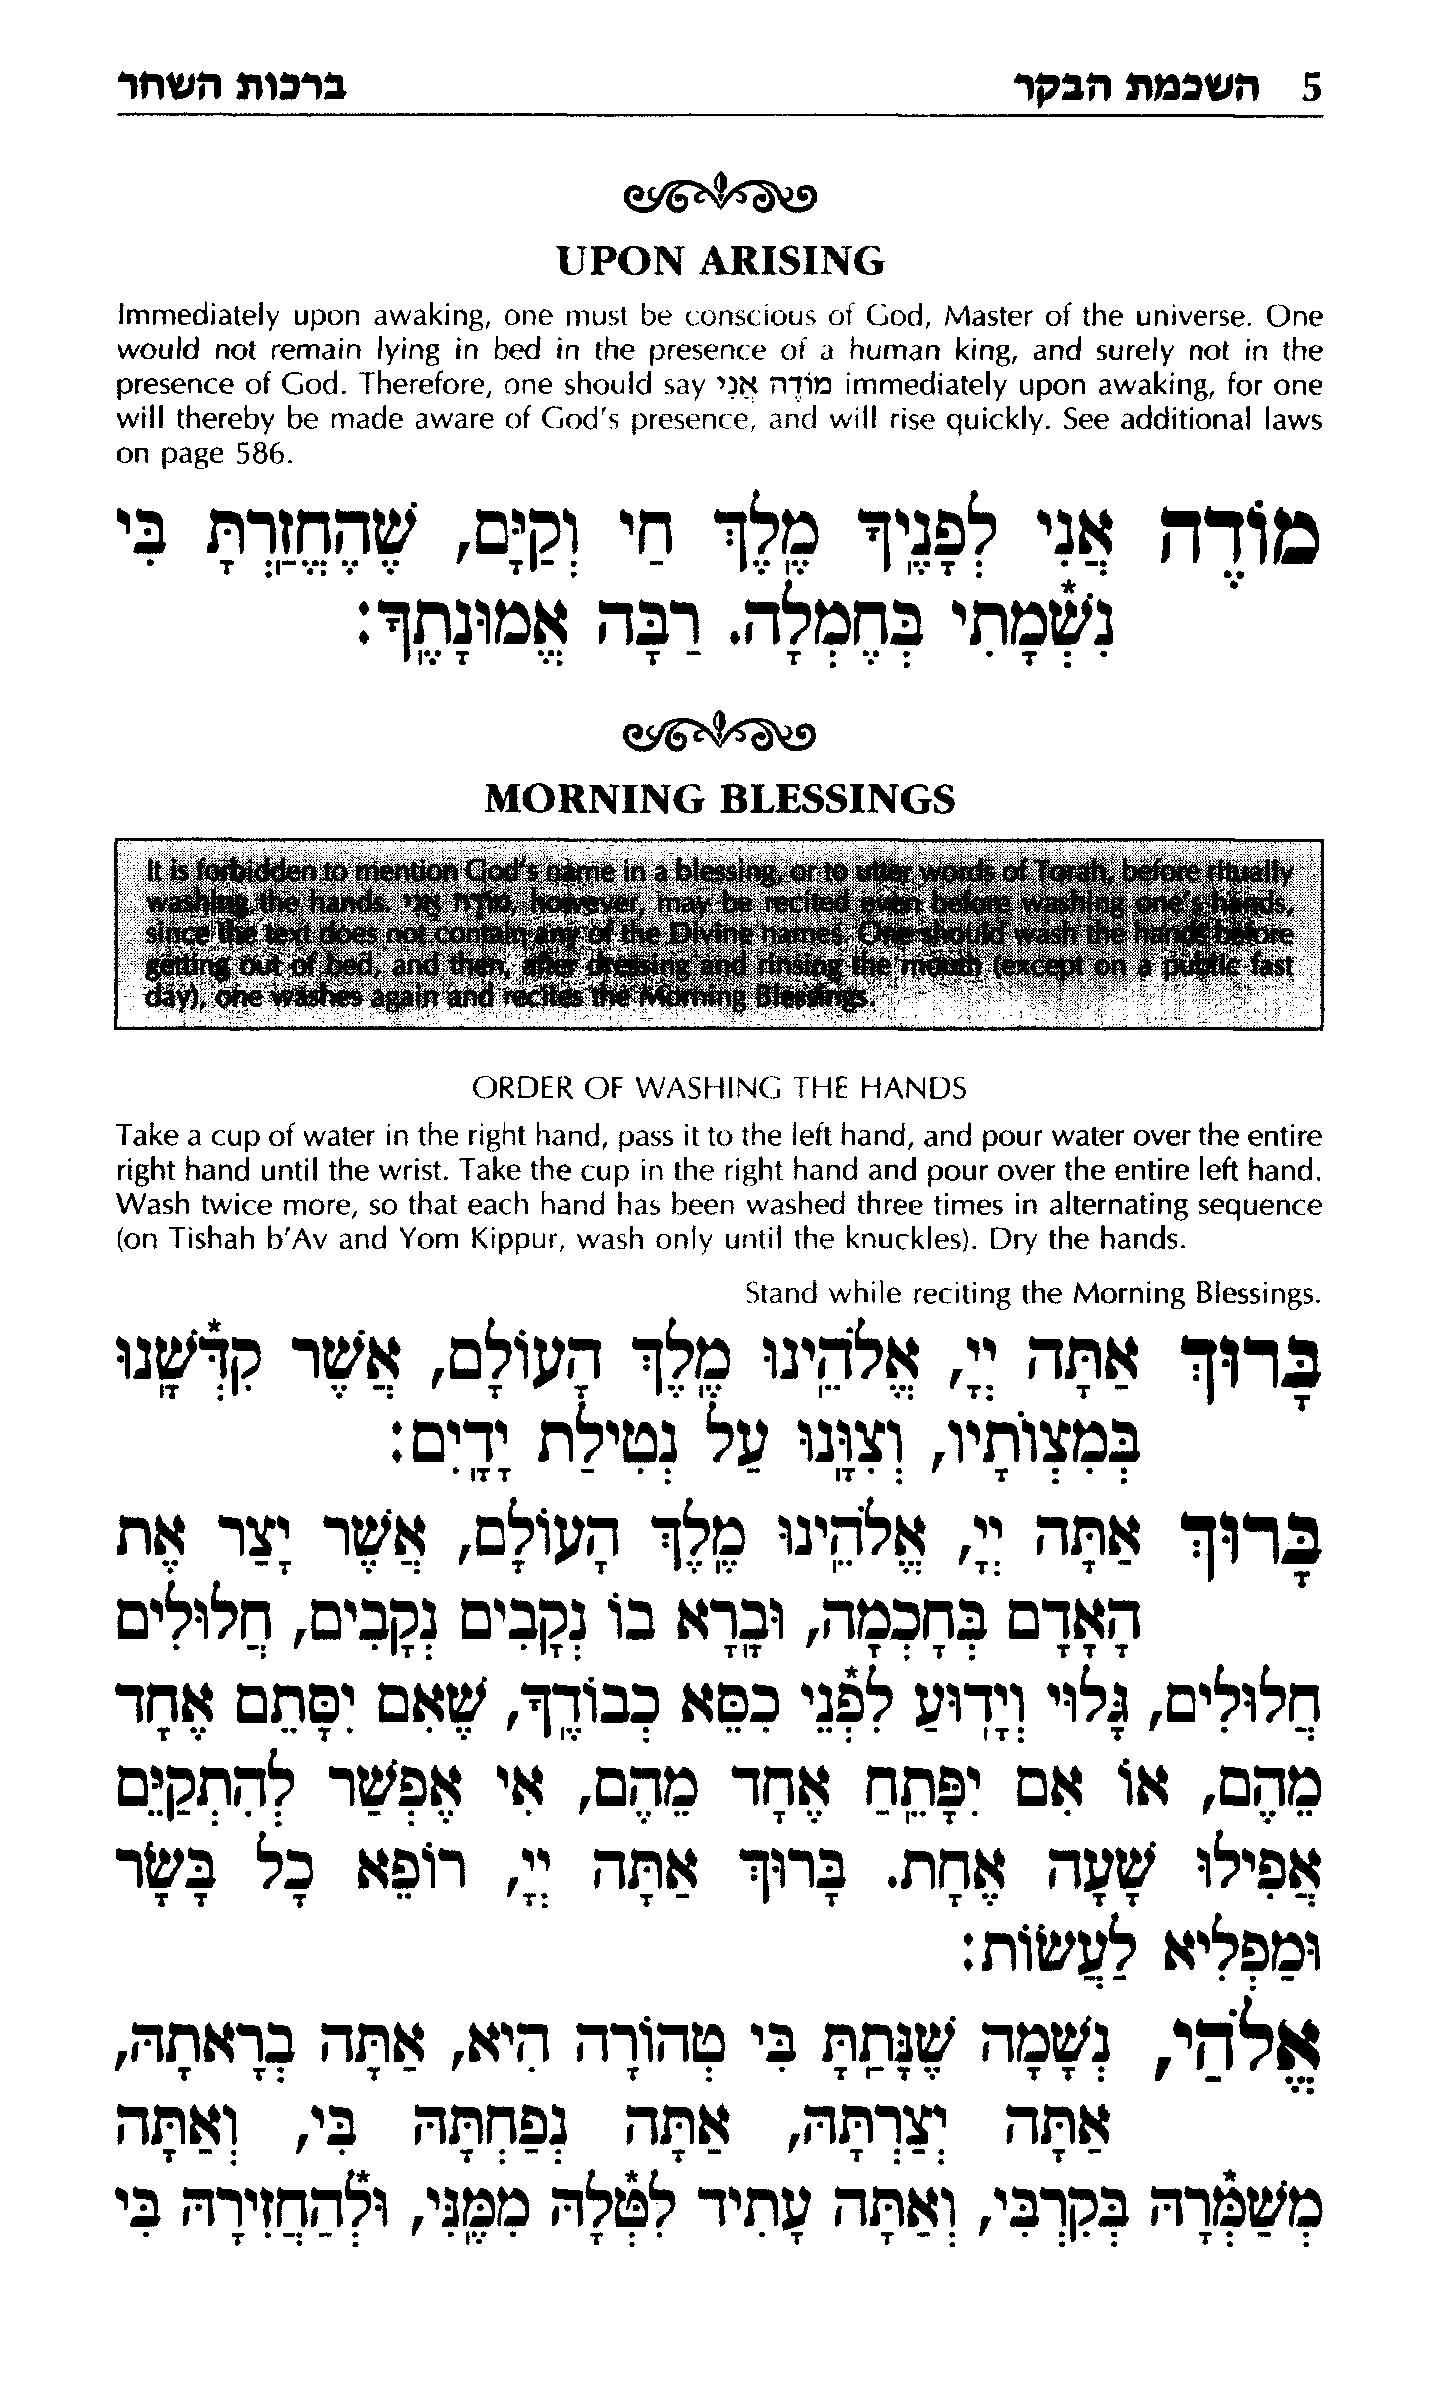 5 השכמת הבקר ברכות השחר
UPON ARISING
Immediately upon awaking, one must be conscious of God, Master of the universe. One
would not remain lying in bed in the presence of a human king, and surely not in the
presence of God. Therefore, one should say מוֹדֶה אֲנִי immediately upon awaking, for one
will thereby be made aware of God's presence, and will rise quickly. See additional laws
on page 586.
מוֹדֶה אֲנִי לְפָנֶֽיךָ מֶֽלֶךְ חַי וְקַיָּם, שֶׁהֶחֱזַֽרְתָּ בִּי
נִשְׁמָ֯תִי בְּחֶמְלָה. רַבָּה אֱמוּנָתֶֽךָ:
MORNING BLESSINGS
It is forbidden to mention God's name in a blessing, or to utter words of Torah, before ritually
washing the hands. מוֹדֶה אֲנִי, however, may be recited even before washing one's hands,
since the text does not contain any of the Divine names. One should wash the hands before
getting out of bed, and then, after dressing and rinsing the mouth (except on a public fast
day), one washes again and recites the Morning Blessings.
ORDER OF WASHING THE HANDS
Take a cup of water in the right hand, pass it to the left hand, and pour water over the entire
right hand until the wrist. Take the cup in the right hand and pour over the entire left hand.
Wash twice more, so that each hand has been washed three times in alternating sequence
(on Tishah b'Av and Yom Kippur, wash only until the knuckles). Dry the hands.
Stand while reciting the Morning Blessings.
בָּרוּךְ אַתָּה יְיָ, אֱלֹהֵֽינוּ מֶֽלֶךְ הָעוֹלָם, אֲשֶׁר קִדְּ֯שָֽׁנוּ
בְּמִצְוֹתָיו, וְצִוָּֽנוּ עַל נְטִילַת יָדָֽיִם:
בָּרוּךְ אַתָּה יְיָ, אֱלֹהֵֽינוּ מֶֽלֶךְ הָעוֹלָם, אֲשֶׁר יָצַר אֶת
הָאָדָם בְּחָכְמָה, וּבָֽרָא בוֹ נְקָֽבִים נְקָֽבִים, חֲלוּלִים
חֲלוּלִים, גָּלוּי וְיָדֽוּעַ לִפְ֯נֵי כִסֵּא כְבוֹדֶֽךָ, שֶׁאִם יִסָּתֵם אֶחָד
מֵהֶם, אוֹ אִם יִפָּתֵֽחַ אֶחָד מֵהֶם, אִי אֶפְשַׁר לְהִתְקַיֵּם
אֲפִילוּ שָׁעָה אֶחָת. בָּרוּךְ אַתָּה יְיָ, רוֹפֵא כָל בָּשָׂר
וּמַפְלִיא לַעֲשׂוֹת:
אֱלֹהַי, נְשָׁמָה שֶׁנָּתַֽתָּ בִּי טְהוֹרָה הִיא, אַתָּה בְרָאתָהּ,
אַתָּה יְצַרְתָּהּ, אַתָּה נְפַחְתָּהּ בִּי, וְאַתָּה
מְשַׁמְּ֯רָהּ בְּקִרְבִּי, וְאַתָּה עָתִיד לִטְּ֯לָהּ מִמֶּֽנִּי, וּלְ֯הַחֲזִירָהּ בִּי